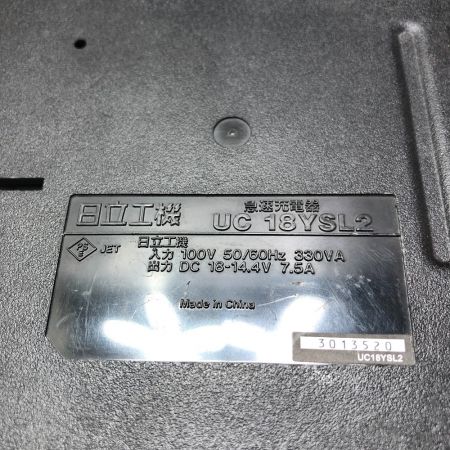 日立工機
急速充電器
UC 18YSL2
PS
E
JET
日立工機
入力 100V 50/60Hz 330VA
出力 DC 18-14.4V 7.5A
Made in China
3013520
UC18YSL2